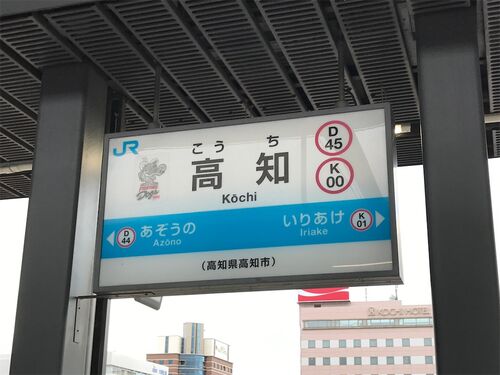 JR
こうち
高知
Kōchi
D
45
K
00
D
44
あぞうの
Azōno
いりあけ
Iriake
K
01
(高知県高知市)
KOCHI HOTEL